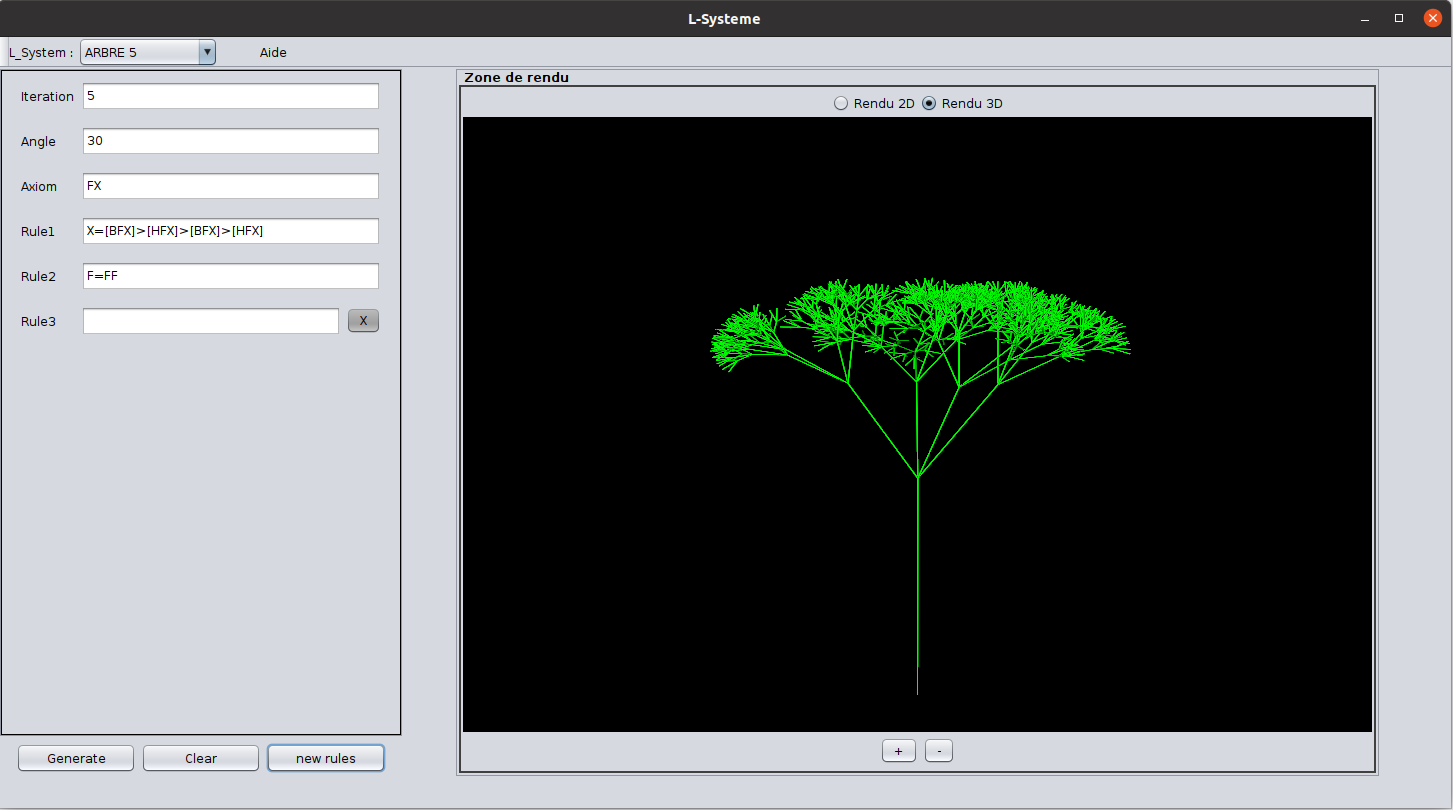 L-Systeme
L_System : ARBRE 5 Aide
Iteration 5
Angle 30
Axiom FX
Rule1 X=[BFX]>[HFX]>[BFX]>[HFX]
Rule2 F=FF
Rule3 X
Generate Clear new rules
Zone de rendu
Rendu 2D Rendu 3D
+ -